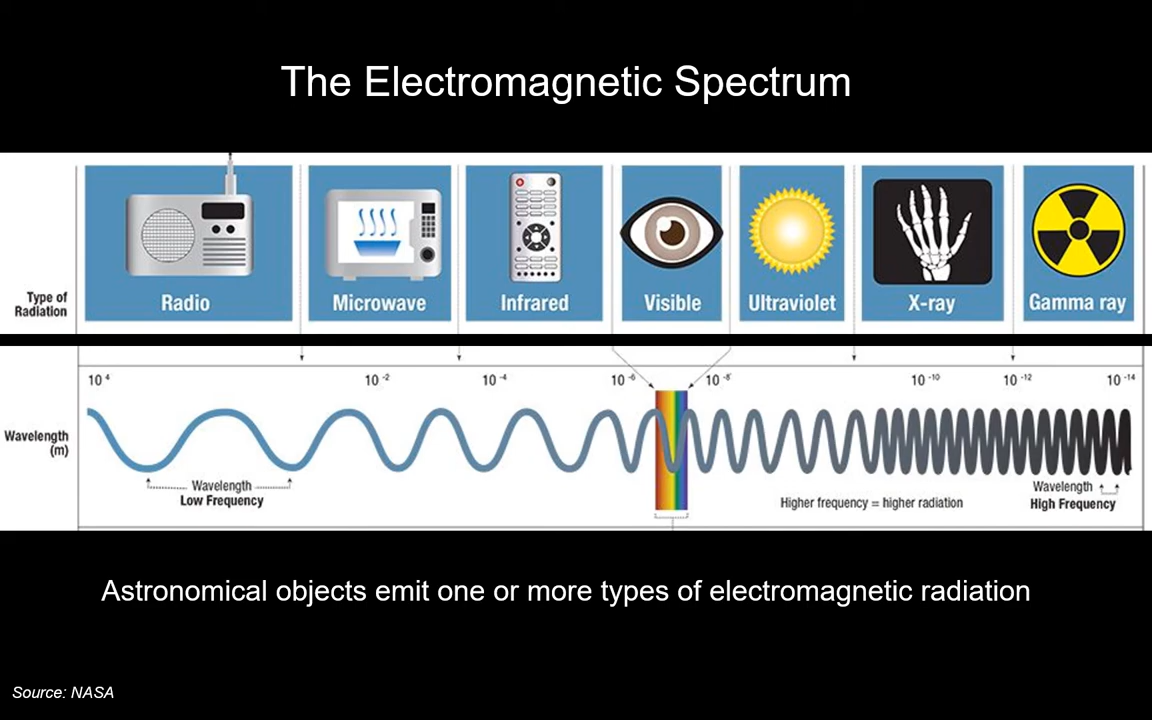 The Electromagnetic Spectrum
Type of
Radiation
Radio
Microwave
Infrared
Visible
Ultraviolet
X-ray
Gamma ray
10⁴
10⁻²
10⁻⁴
10⁻⁶
10⁻⁸
10⁻¹⁰
10⁻¹²
10⁻¹⁴
Wavelength
(m)
Wavelength
Low Frequency
Higher frequency = higher radiation
Wavelength
High Frequency
Astronomical objects emit one or more types of electromagnetic radiation
Source: NASA